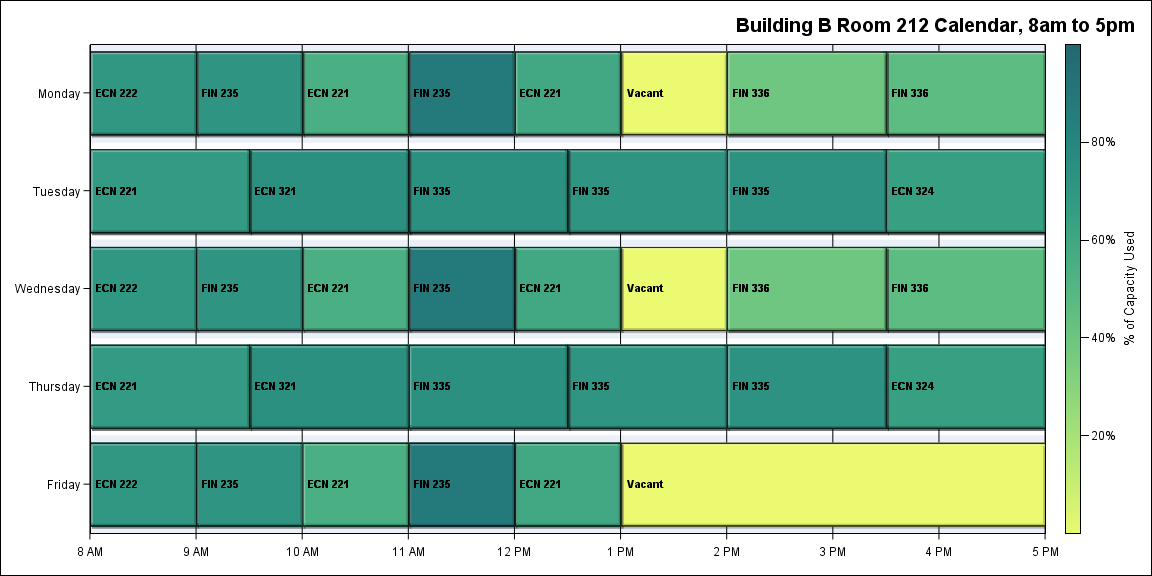 Building B Room 212 Calendar, 8am to 5pm
Monday
ECN 222
FIN 235
ECN 221
FIN 235
ECN 221
Vacant
FIN 336
FIN 336
Tuesday
ECN 221
ECN 321
FIN 335
FIN 335
FIN 335
ECN 324
Wednesday
ECN 222
FIN 235
ECN 221
FIN 235
ECN 221
Vacant
FIN 336
FIN 336
Thursday
ECN 221
ECN 321
FIN 335
FIN 335
FIN 335
ECN 324
Friday
ECN 222
FIN 235
ECN 221
FIN 235
ECN 221
Vacant
8 AM
9 AM
10 AM
11 AM
12 PM
1 PM
2 PM
3 PM
4 PM
5 PM
80%
60%
40%
20%
% of Capacity Used